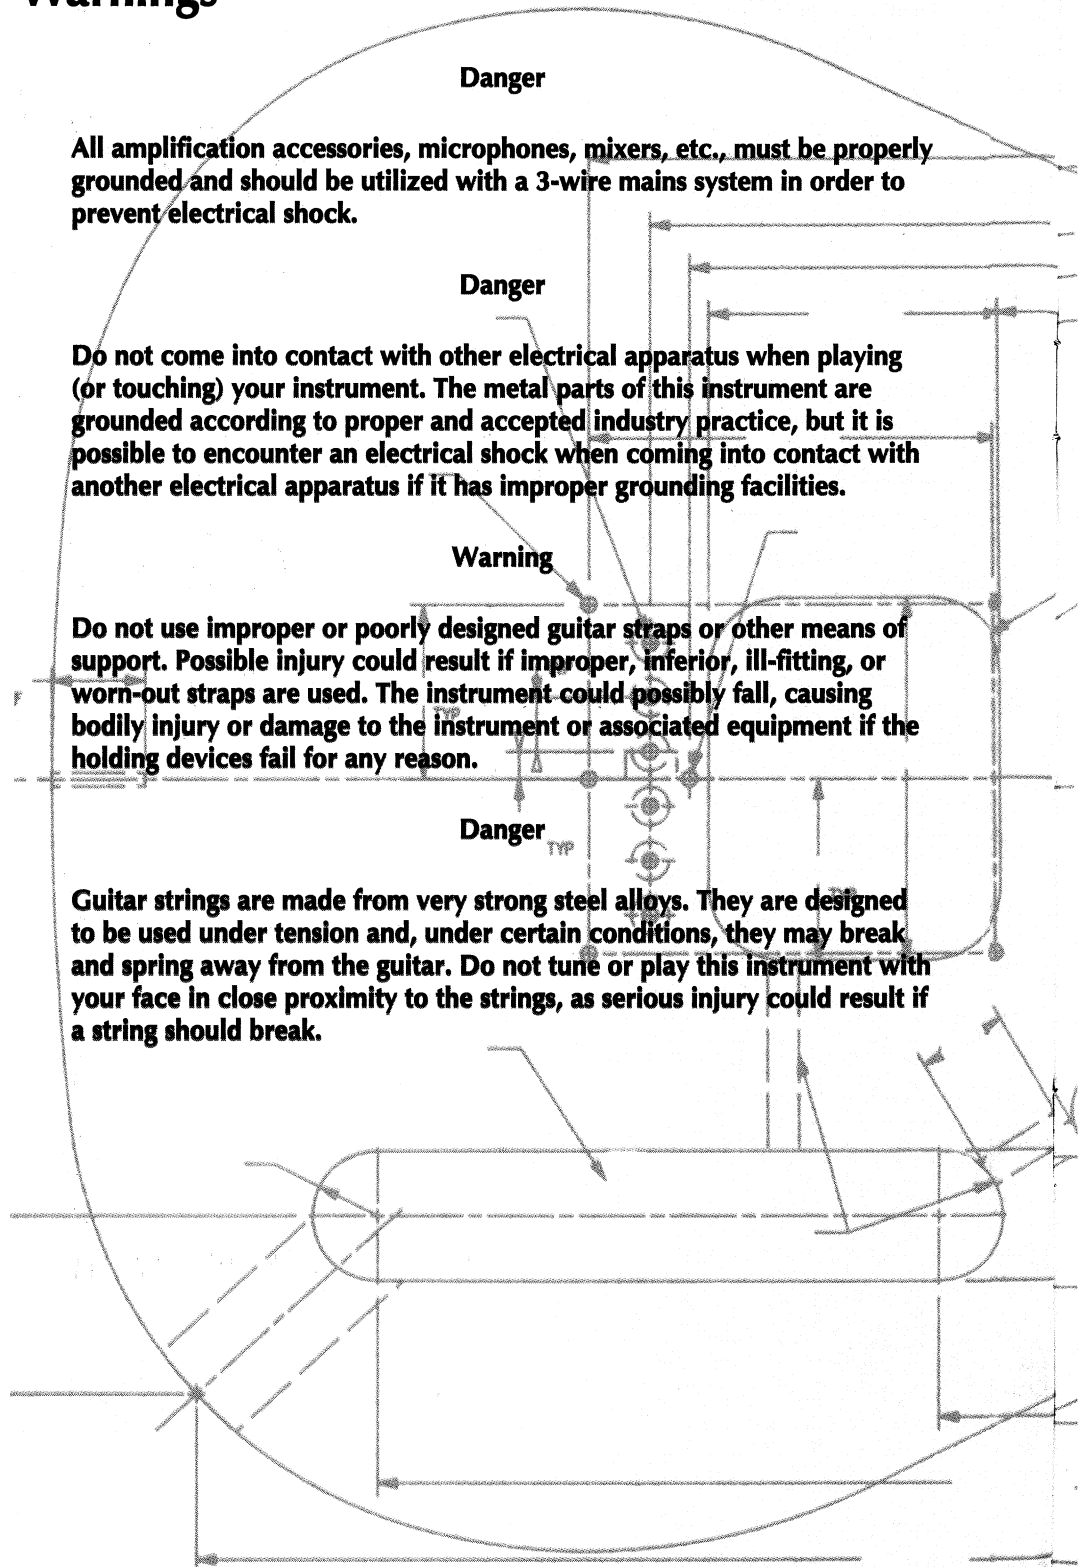 Warnings
Danger
All amplification accessories, microphones, mixers, etc., must be properly
grounded and should be utilized with a 3-wire mains system in order to
prevent electrical shock.
Danger
Do not come into contact with other electrical apparatus when playing
(or touching) your instrument. The metal parts of this instrument are
grounded according to proper and accepted industry practice, but it is
possible to encounter an electrical shock when coming into contact with
another electrical apparatus if it has improper grounding facilities.
Warning
Do not use improper or poorly designed guitar straps or other means of
support. Possible injury could result if improper, inferior, ill-fitting, or
worn-out straps are used. The instrument could possibly fall, causing
TYP
bodily injury or damage to the instrument or associated equipment if the
holding devices fail for any reason.
Danger
TYP
Guitar strings are made from very strong steel alloys. They are designed
TYP
to be used under tension and, under certain conditions, they may break
and spring away from the guitar. Do not tune or play this instrument with
your face in close proximity to the strings, as serious injury could result if
a string should break.